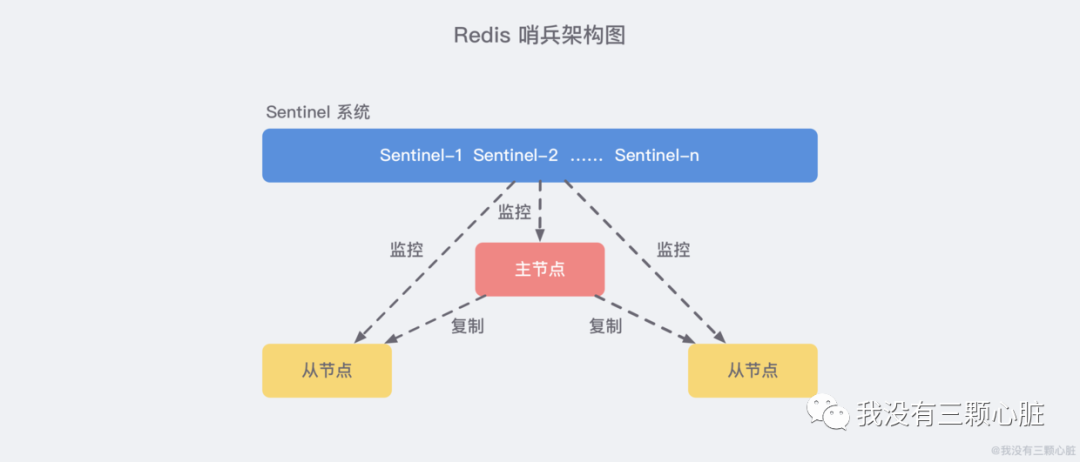 Redis 哨兵架构图
Sentinel 系统
Sentinel-1 Sentinel-2 …… Sentinel-n
监控
监控
监控
主节点
复制
复制
从节点
从节点
我没有三颗心脏
@我没有三颗心脏